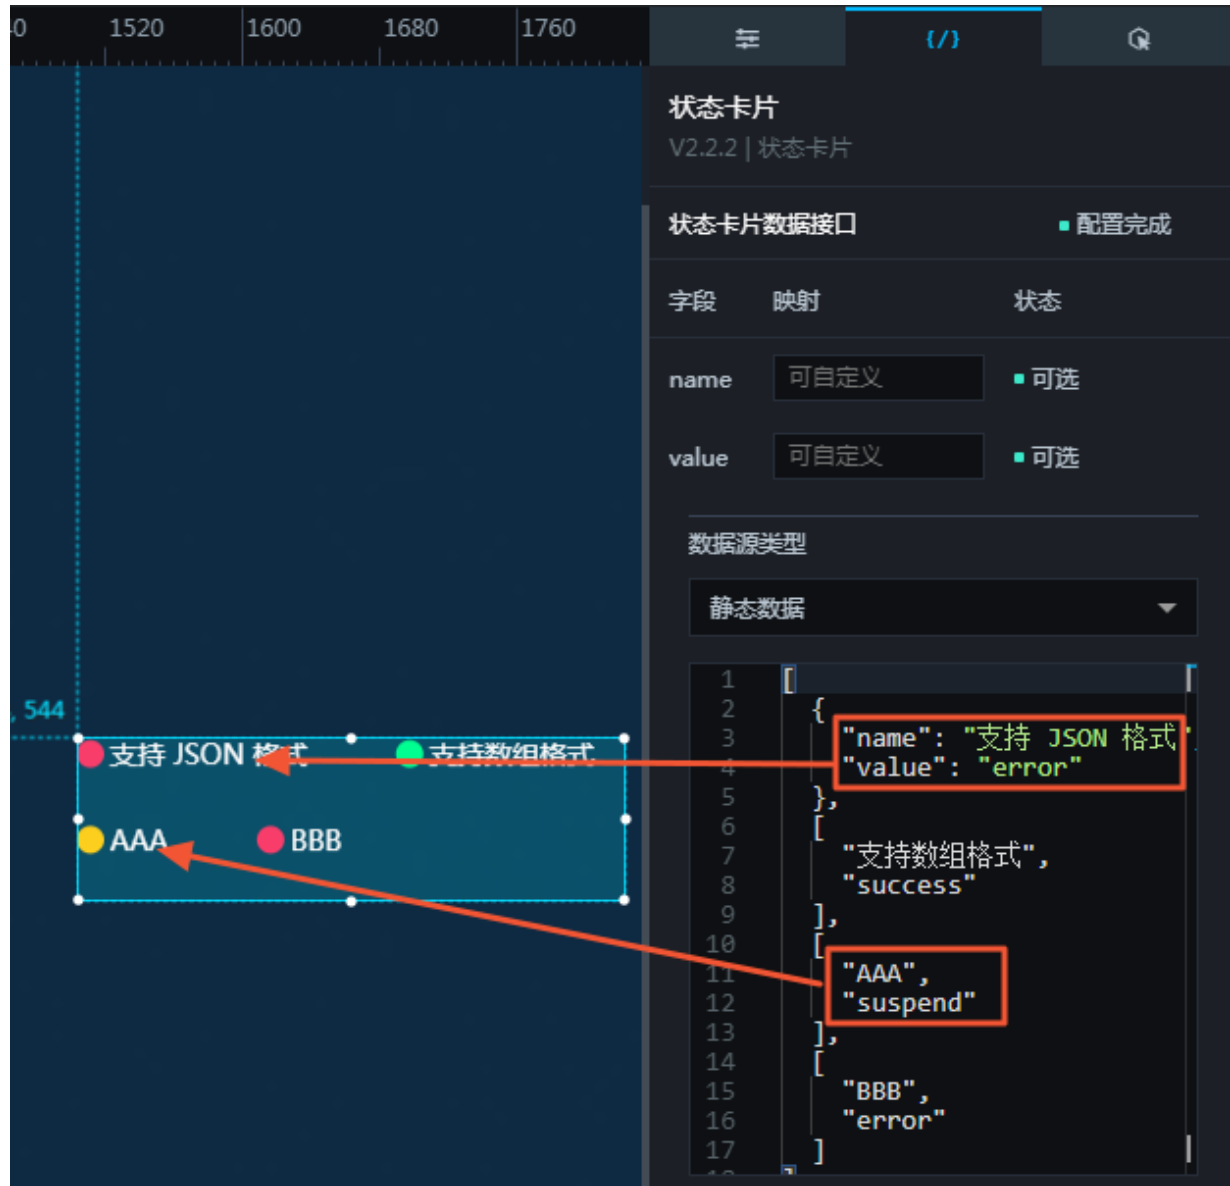 0 1520 1600 1680 1760
{/}
状态卡片
V2.2.2 | 状态卡片
状态卡片数据接口 配置完成
字段 映射 状态
name 可自定义 可选
value 可自定义 可选
数据源类型
静态数据
, 544
支持 JSON 格式 支持数组格式
AAA BBB
1 [
2 {
3 "name": "支持 JSON 格式",
4 "value": "error"
5 },
6 [
7 "支持数组格式",
8 "success"
9 ],
10 [
11 "AAA",
12 "suspend"
13 ],
14 [
15 "BBB",
16 "error"
17 ]
18 ]